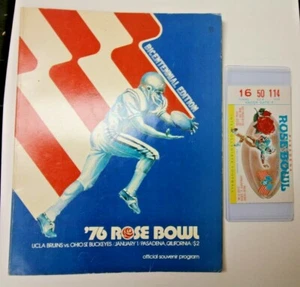 BICENTENNIAL EDITION
'76 ROSE BOWL
UCLA BRUINS vs. OHIO ST. BUCKEYES / JANUARY 1 / PASADENA, CALIFORNIA / $2
official souvenir program
16 50 114
ROSE BOWL